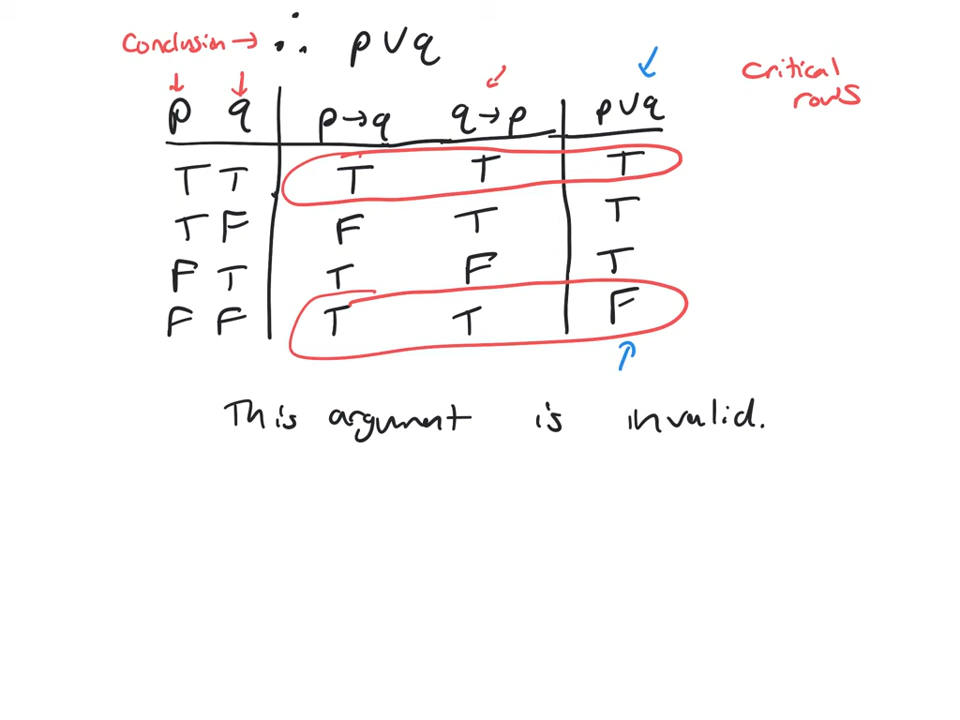 Conclusion → ∴ p ∨ q
Critical
rows
p q p→q q→p p∨q
T T T T T
T F F T T
F T T F T
F F T T F
This argument is invalid.